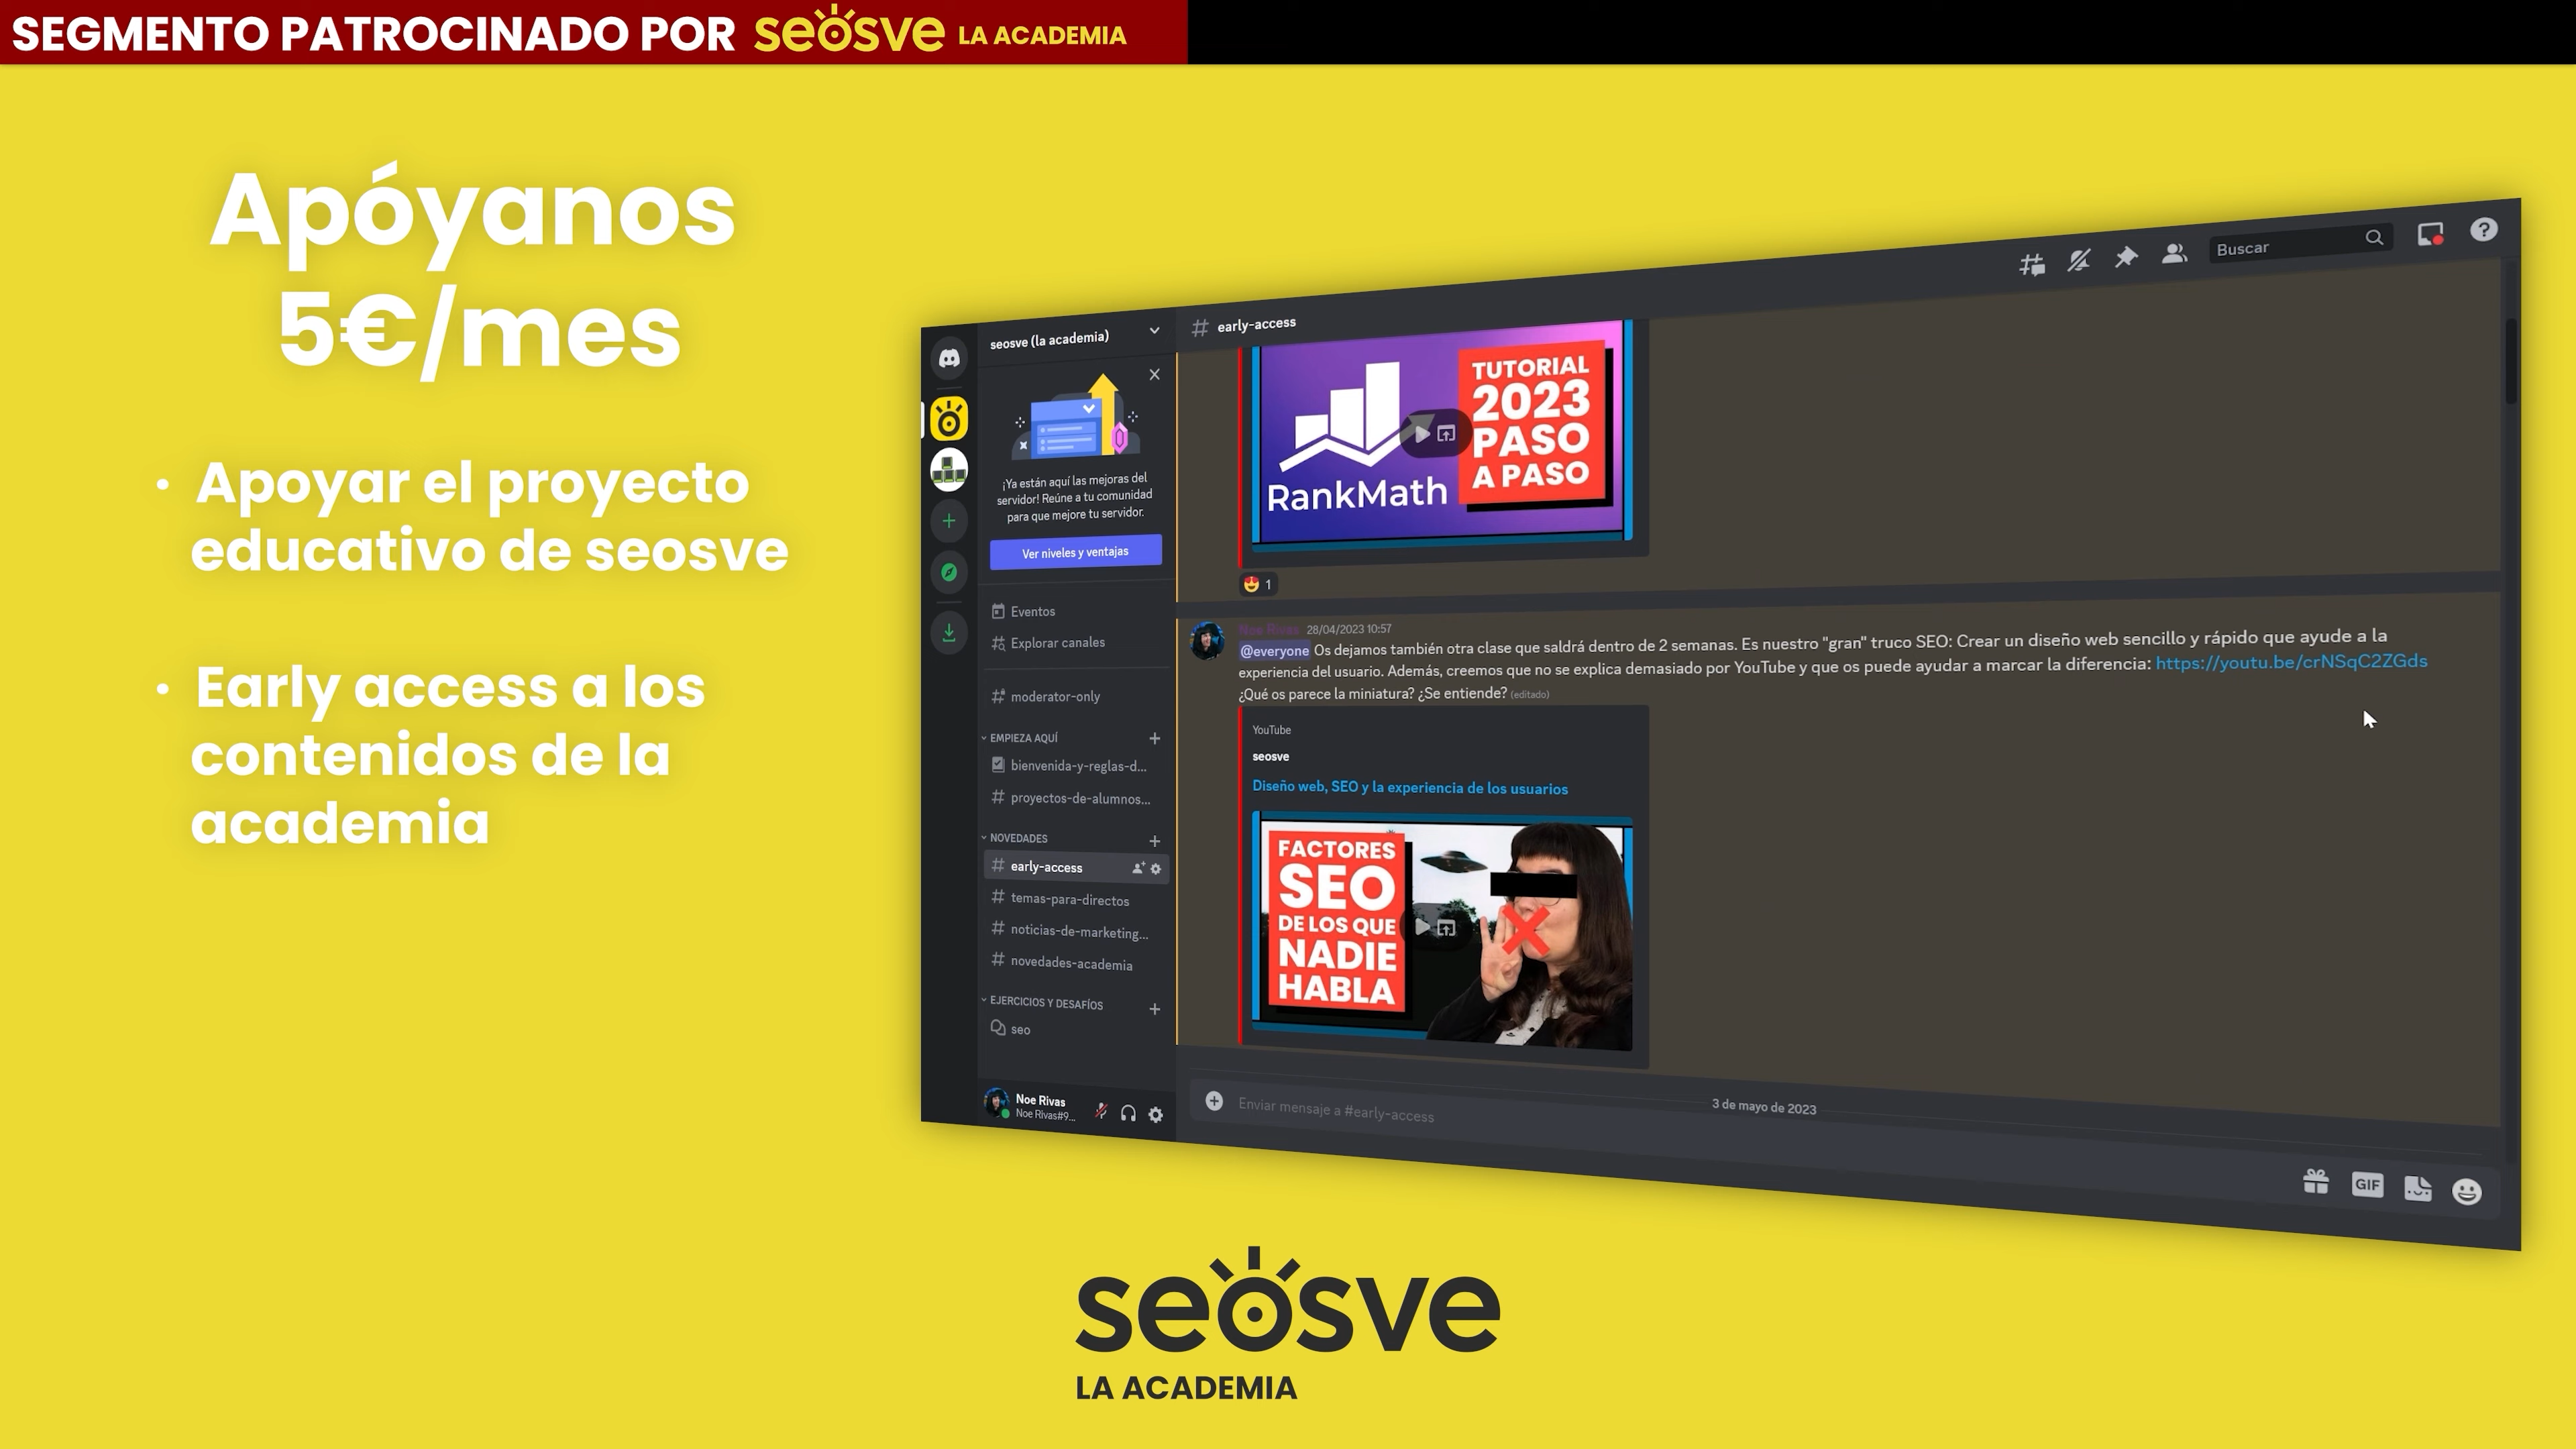 SEGMENTO PATROCINADO POR seosve LA ACADEMIA
Apóyanos
5€/mes
· Apoyar el proyecto
educativo de seosve
· Early access a los
contenidos de la
academia
seosve (la academia)
¡Ya están aquí las mejoras del
servidor! Reúne a tu comunidad
para que mejore tu servidor.
Ver niveles y ventajas
Eventos
Explorar canales
moderator-only
EMPIEZA AQUÍ
bienvenida-y-reglas-d...
proyectos-de-alumnos...
NOVEDADES
early-access
temas-para-directos
noticias-de-marketing...
novedades-academia
EJERCICIOS Y DESAFÍOS
seo
Noe Rivas
Noe Rivas#9...
# early-access
Buscar
RankMath
TUTORIAL
2023
PASO
A PASO
1
Noe Rivas 28/04/2023 10:57
@everyone Os dejamos también otra clase que saldrá dentro de 2 semanas. Es nuestro "gran" truco SEO: Crear un diseño web sencillo y rápido que ayude a la
experiencia del usuario. Además, creemos que no se explica demasiado por YouTube y que os puede ayudar a marcar la diferencia: https://youtu.be/crNSqC2ZGds
¿Qué os parece la miniatura? ¿Se entiende? (editado)
YouTube
seosve
Diseño web, SEO y la experiencia de los usuarios
FACTORES
SEO
DE LOS QUE
NADIE
HABLA
3 de mayo de 2023
Enviar mensaje a #early-access
GIF
seosve
LA ACADEMIA